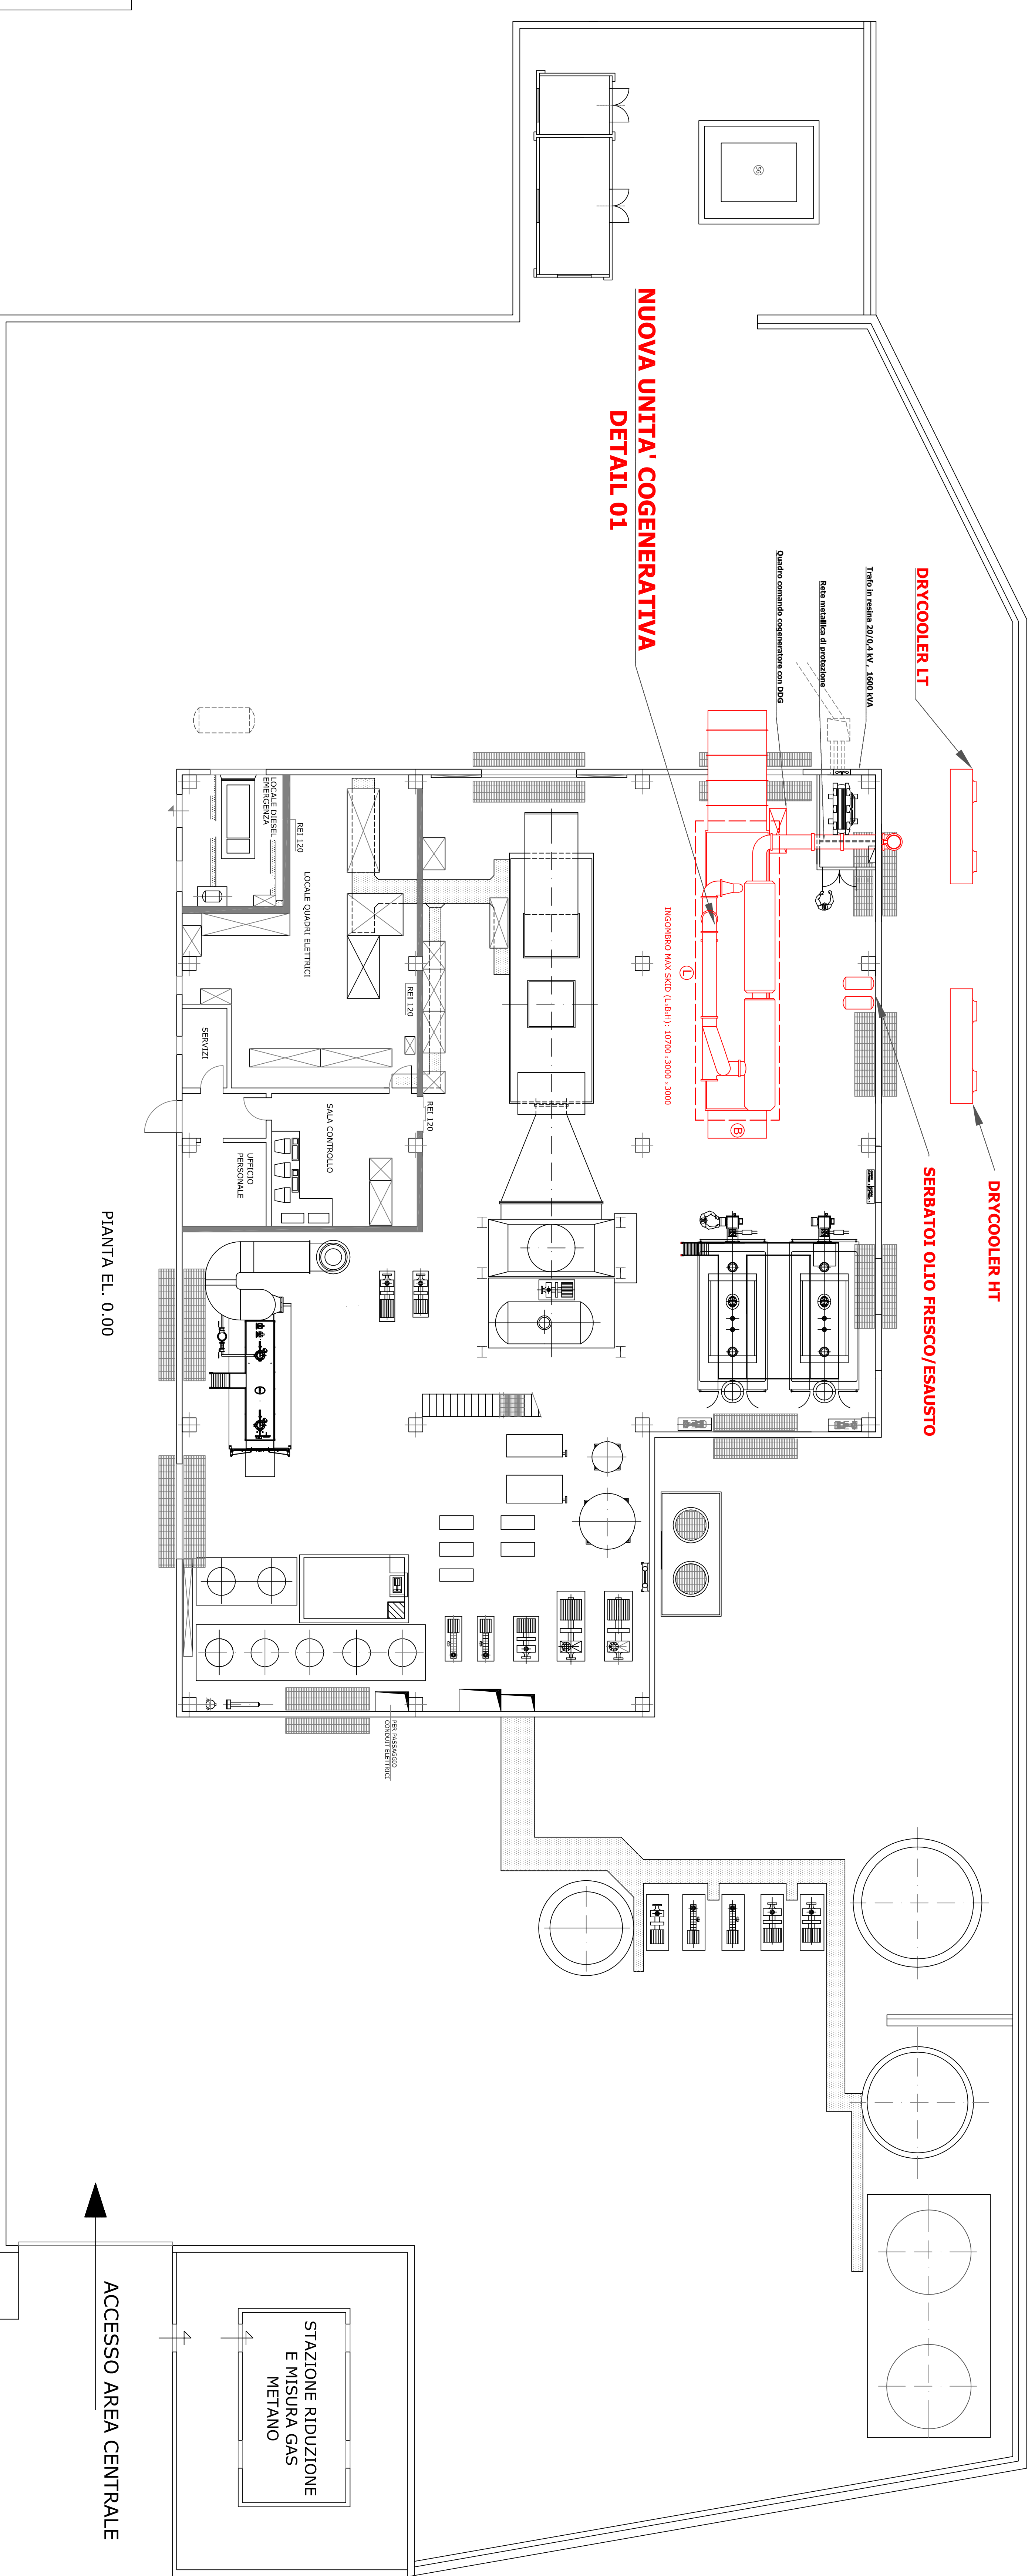 DRYCOOLER LT
Trafo in resina 20/0,4 kV , 1600 kVA
Rete metallica di protezione
Quadro comando cogeneratore con DDG
NUOVA UNITA' COGENERATIVA
DETAIL 01
56
DRYCOOLER HT
SERBATOI OLIO FRESCO/ESAUSTO
INGOMBRO MAX SKID (LxBxH): 10700x3000x3000
L
B
LOCALE DIESEL
EMERGENZA
REI 120
LOCALE QUADRI ELETTRICI
REI 120
REI 120
SERVIZI
SALA CONTROLLO
UFFICIO
PERSONALE
PER PASSAGGIO
CONDUIT ELETTRICI
PIANTA EL. 0.00
STAZIONE RIDUZIONE
E MISURA GAS
METANO
ACCESSO AREA CENTRALE